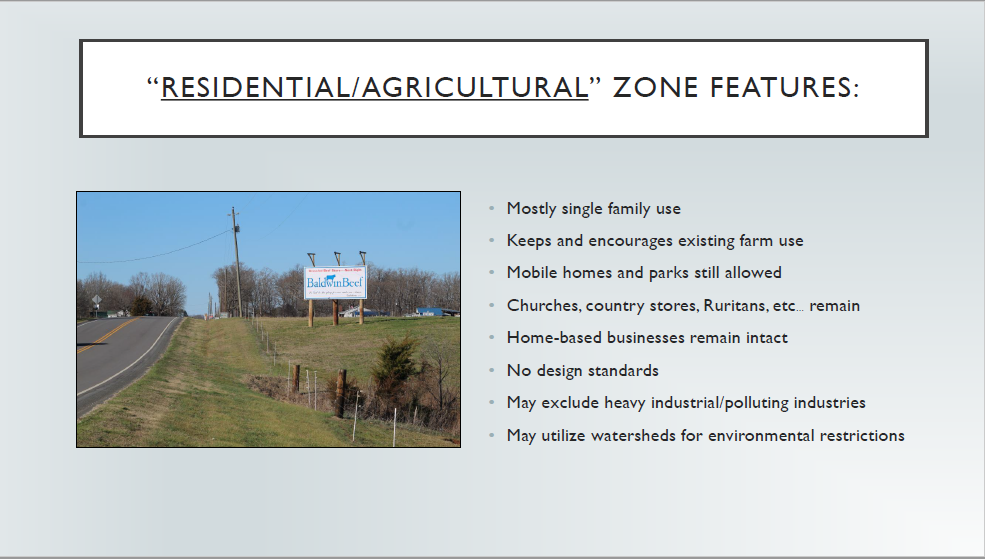 “RESIDENTIAL/AGRICULTURAL” ZONE FEATURES:
BaldwinBeef
• Mostly single family use
• Keeps and encourages existing farm use
• Mobile homes and parks still allowed
• Churches, country stores, Ruritans, etc... remain
• Home-based businesses remain intact
• No design standards
• May exclude heavy industrial/polluting industries
• May utilize watersheds for environmental restrictions